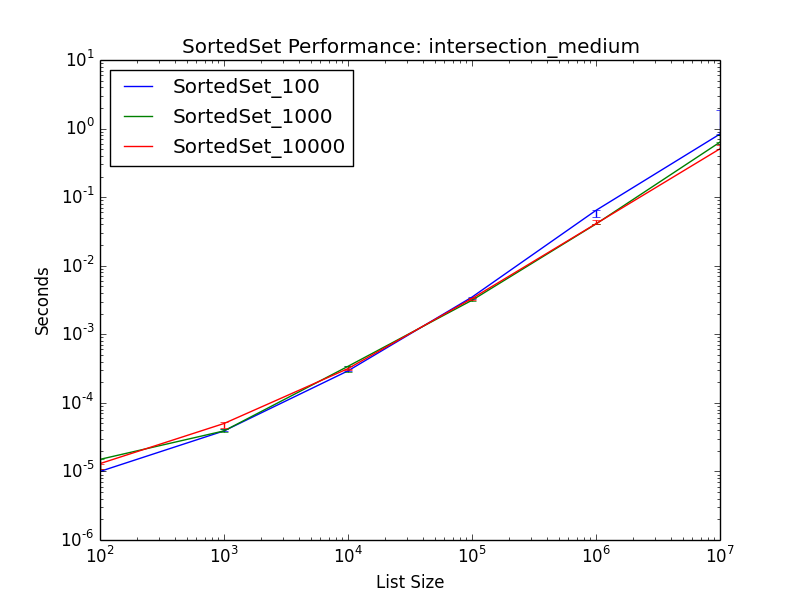 SortedSet Performance: intersection_medium
SortedSet_100
SortedSet_1000
SortedSet_10000
Seconds
10^1
10^0
10^-1
10^-2
10^-3
10^-4
10^-5
10^-6
10^2 10^3 10^4 10^5 10^6 10^7
List Size